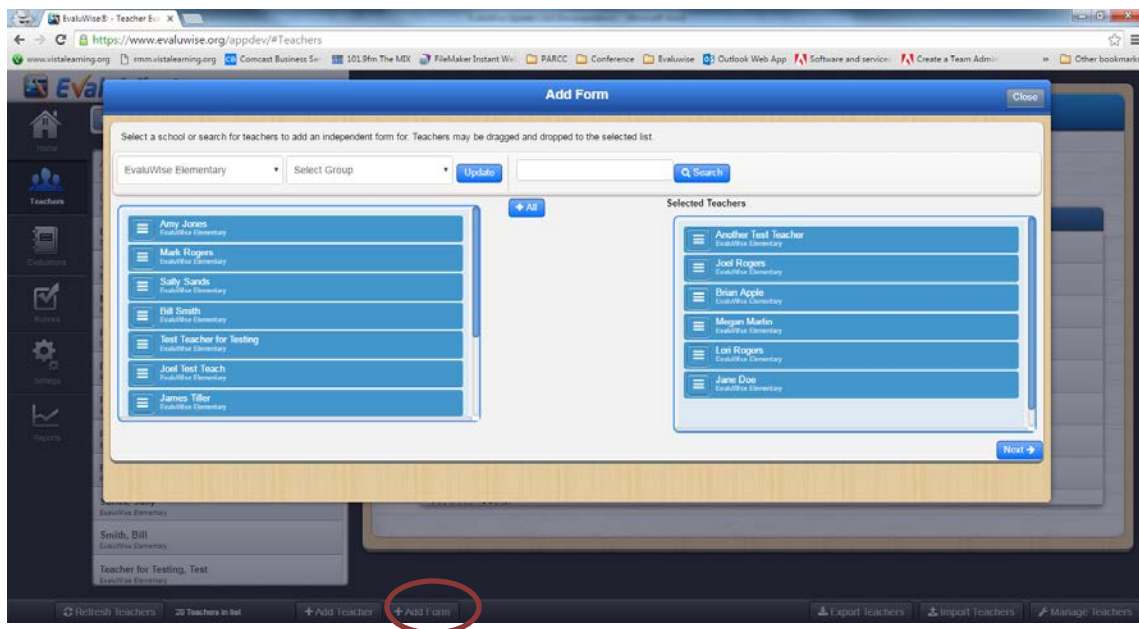 EvaluWise® - Teacher Ev
https://www.evaluwise.org/appdev/#Teachers
www.vistalearning.org rmm.vistalearning.org Comcast Business Se 101.9fm The MIX FileMaker Instant We PARCC Conference Evaluwise Outlook Web App Software and service Create a Team Admin » Other bookmarks
Eval
Add Form
Close
Home
Select a school or search for teachers to add an independent form for. Teachers may be dragged and dropped to the selected list.
EvaluWise Elementary Select Group Update Search
Teachers
+ All
Selected Teachers
Amy Jones
EvaluWise Elementary
Mark Rogers
EvaluWise Elementary
Sally Sands
EvaluWise Elementary
Bill Smith
EvaluWise Elementary
Test Teacher for Testing
EvaluWise Elementary
Joel Test Teach
EvaluWise Elementary
James Tiller
EvaluWise Elementary
Another Test Teacher
EvaluWise Elementary
Joel Rogers
EvaluWise Elementary
Brian Apple
EvaluWise Elementary
Megan Martin
EvaluWise Elementary
Lori Rogers
EvaluWise Elementary
Jane Doe
EvaluWise Elementary
Evaluations
Rubrics
Settings
Reports
Next
Sands, Sally
EvaluWise Elementary
Smith, Bill
EvaluWise Elementary
Teacher for Testing, Test
EvaluWise Elementary
Refresh Teachers 20 Teachers in list + Add Teacher + Add Form Export Teachers Import Teachers Manage Teachers